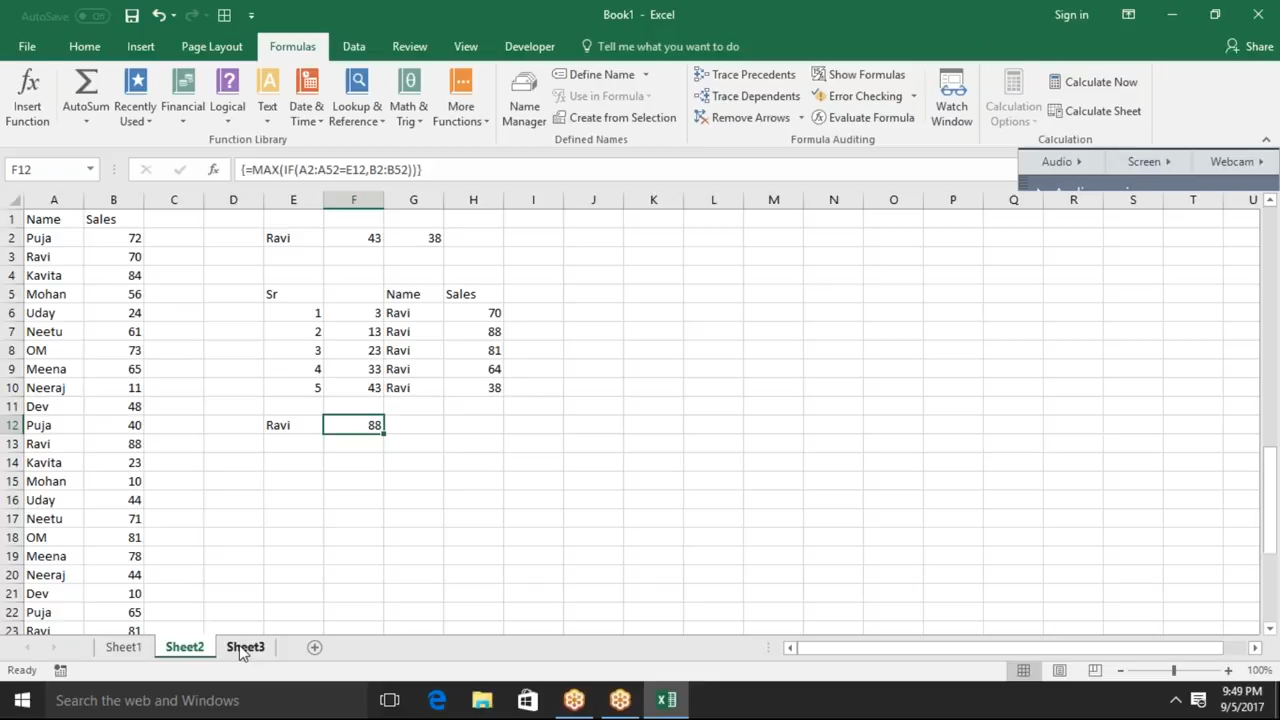 AutoSave Off Book1 - Excel Sign in
File Home Insert Page Layout Formulas Data Review View Developer Tell me what you want to do Share
Insert Function AutoSum Recently Used Financial Logical Text Date & Time Lookup & Reference Math & Trig More Functions
Function Library
Name Manager Define Name Use in Formula Create from Selection
Defined Names
Trace Precedents Show Formulas
Trace Dependents Error Checking
Remove Arrows Evaluate Formula
Formula Auditing
Watch Window
Calculation Options Calculate Now Calculate Sheet
Calculation
F12 fx {=MAX(IF(A2:A52=E12,B2:B52))}
Audio Screen Webcam
A B C D E F G H I J K L M N O P Q R S T U
1 Name Sales
2 Puja 72 Ravi 43 38
3 Ravi 70
4 Kavita 84
5 Mohan 56 Sr Name Sales
6 Uday 24 1 3 Ravi 70
7 Neetu 61 2 13 Ravi 88
8 OM 73 3 23 Ravi 81
9 Meena 65 4 33 Ravi 64
10 Neeraj 11 5 43 Ravi 38
11 Dev 48
12 Puja 40 Ravi 88
13 Ravi 88
14 Kavita 23
15 Mohan 10
16 Uday 44
17 Neetu 71
18 OM 81
19 Meena 78
20 Neeraj 44
21 Dev 10
22 Puja 65
23 Ravi 81
Sheet1 Sheet2 Sheet3
Ready 100%
Search the web and Windows
9:49 PM
9/5/2017